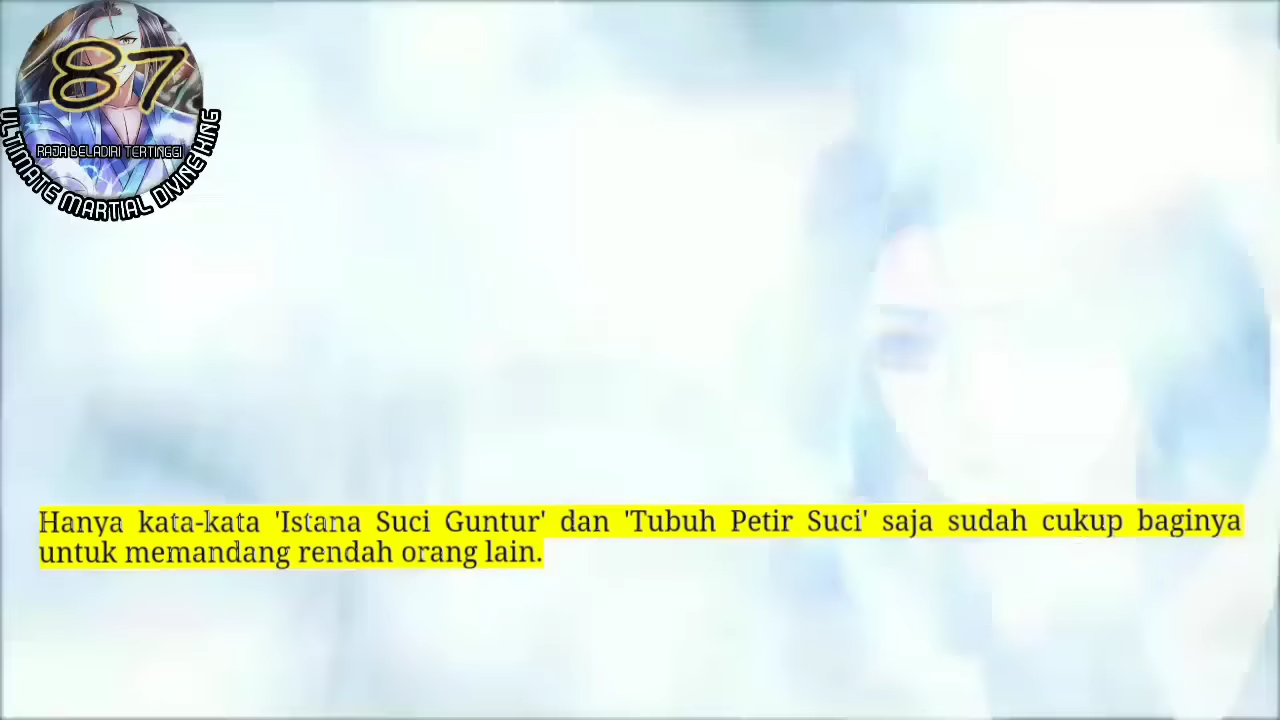 87
RAJA BELADIRI TERTINGGI
ULTIMATE MARTIAL DIVINE KING
Hanya kata-kata 'Istana Suci Guntur' dan 'Tubuh Petir Suci' saja sudah cukup baginya
untuk memandang rendah orang lain.